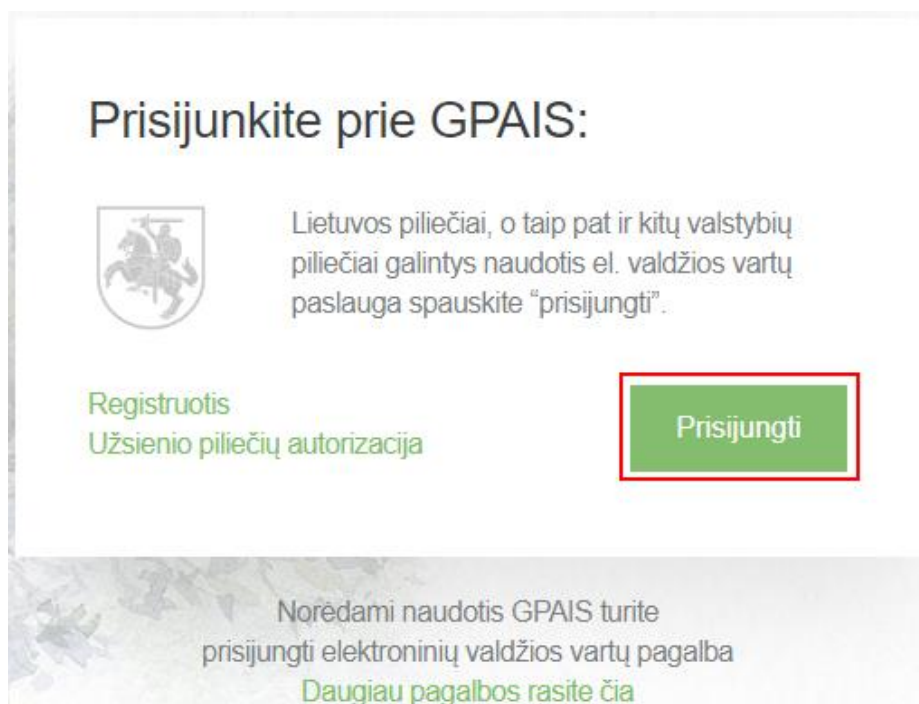 Prisijunkite prie GPAIS:
Lietuvos piliečiai, o taip pat ir kitų valstybių
piliečiai galintys naudotis el. valdžios vartų
paslauga spauskite “prisijungti”.
Registruotis
Užsienio piliečių autorizacija
Prisijungti
Norėdami naudotis GPAIS turite
prisijungti elektroninių valdžios vartų pagalba
Daugiau pagalbos rasite čia